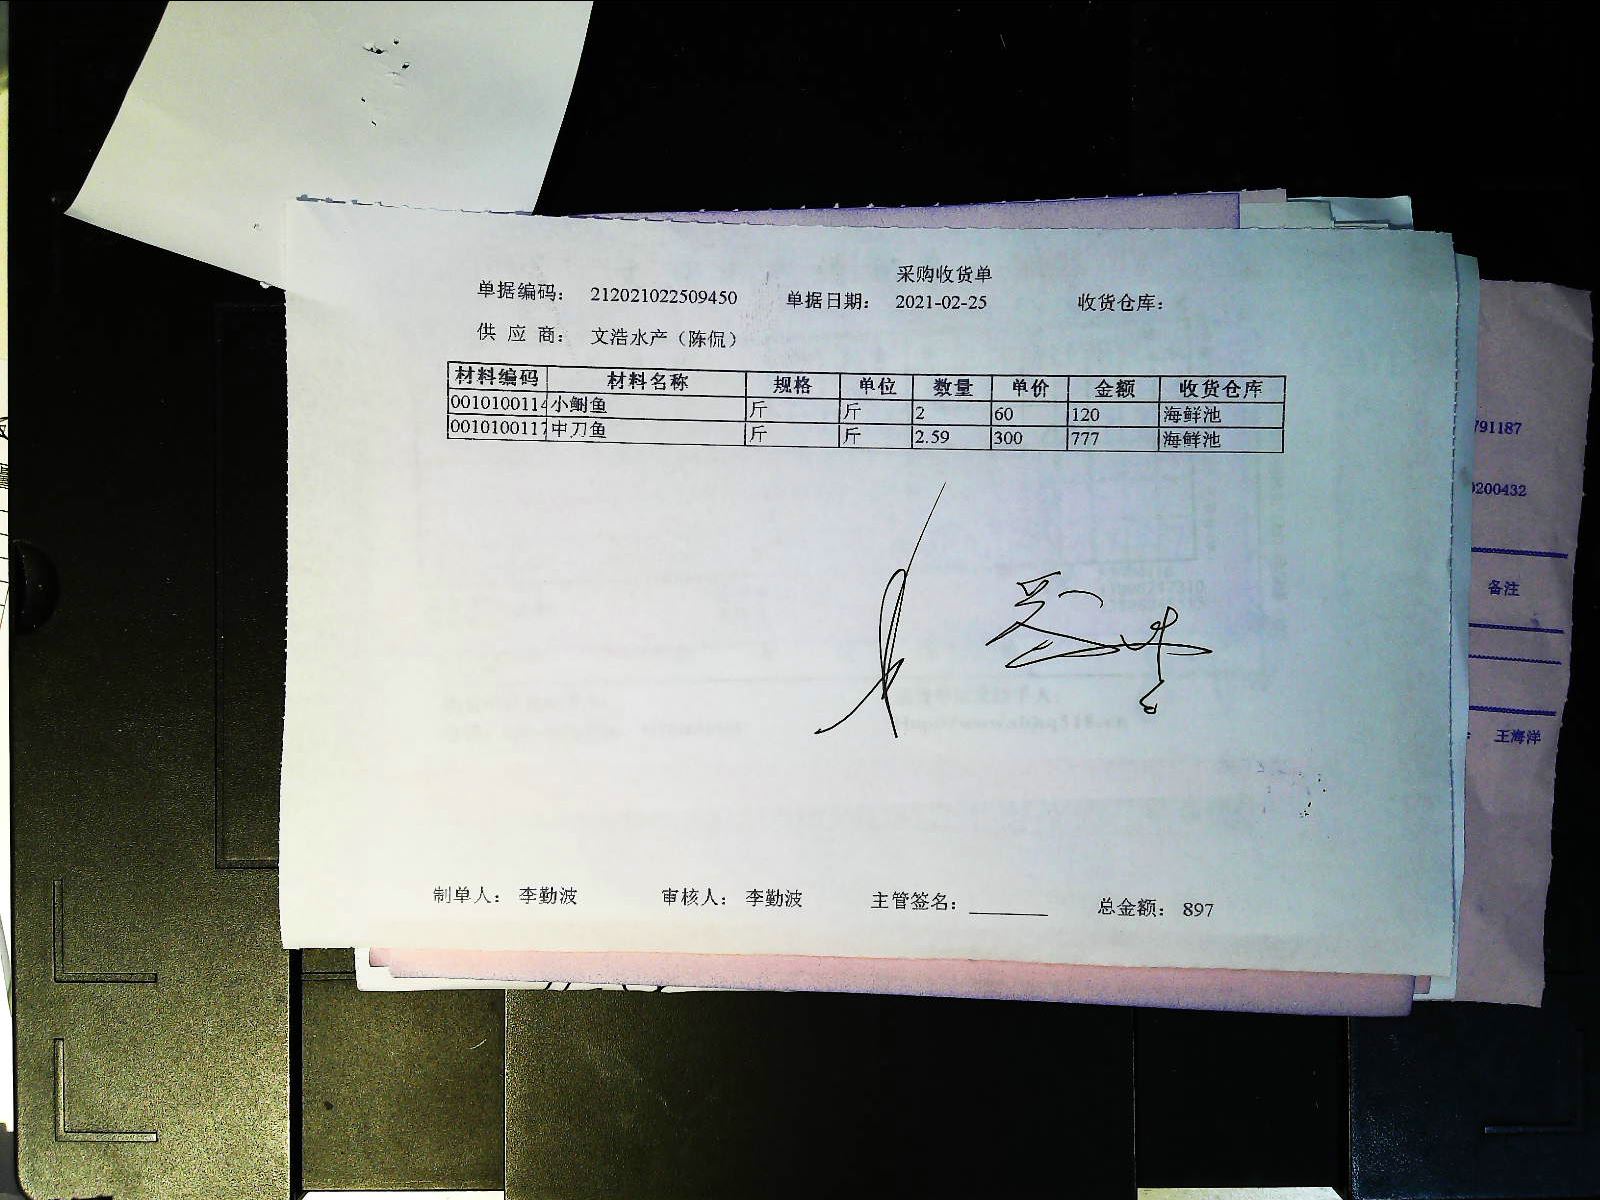 采购收货单
单据编码： 212021022509450 单据日期： 2021-02-25 收货仓库：
供 应 商： 文浩水产（陈侃）
材料编码 材料名称 规格 单位 数量 单价 金额 收货仓库
0010100114 小鮰鱼 斤 斤 2 60 120 海鲜池
0010100117 中刀鱼 斤 斤 2.59 300 777 海鲜池
制单人： 李勤波 审核人： 李勤波 主管签名： 总金额： 897
791187
0200432
备注
王海洋